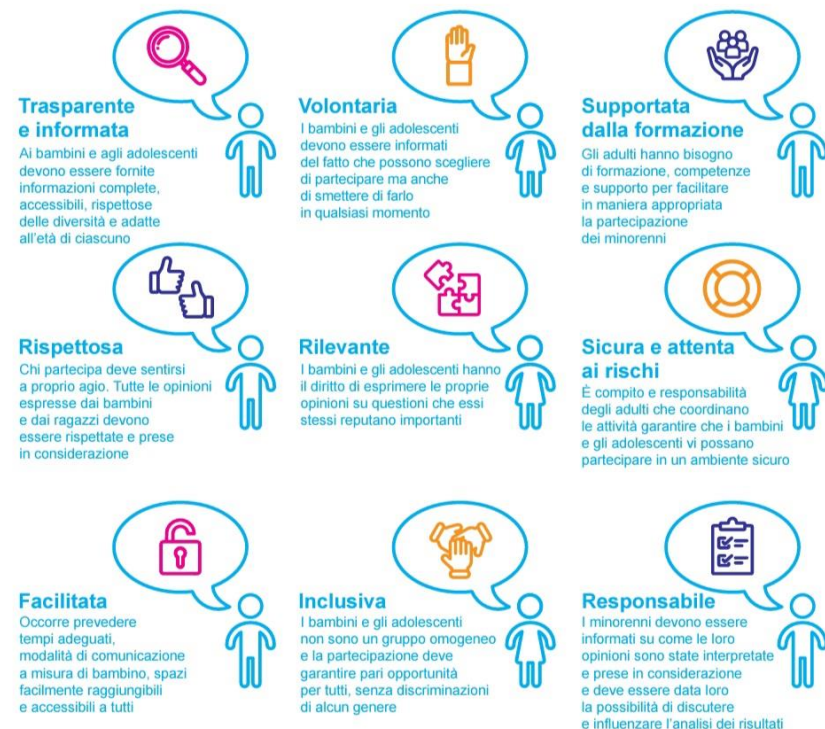 Trasparente
e informata
Ai bambini e agli adolescenti
devono essere fornite
informazioni complete,
accessibili, rispettose
delle diversità e adatte
all'età di ciascuno
Volontaria
I bambini e gli adolescenti
devono essere informati
del fatto che possono scegliere
di partecipare ma anche
di smettere di farlo
in qualsiasi momento
Supportata
dalla formazione
Gli adulti hanno bisogno
di formazione, competenze
e supporto per facilitare
in maniera appropriata
la partecipazione
dei minorenni
Rispettosa
Chi partecipa deve sentirsi
a proprio agio. Tutte le opinioni
espresse dai bambini
e dai ragazzi devono
essere rispettate e prese
in considerazione
Rilevante
I bambini e gli adolescenti hanno
il diritto di esprimere le proprie
opinioni su questioni che essi
stessi reputano importanti
Sicura e attenta
ai rischi
È compito e responsabilità
degli adulti che coordinano
le attività garantire che i bambini
e gli adolescenti vi possano
partecipare in un ambiente sicuro
Facilitata
Occorre prevedere
tempi adeguati,
modalità di comunicazione
a misura di bambino, spazi
facilmente raggiungibili
e accessibili a tutti
Inclusiva
I bambini e gli adolescenti
non sono un gruppo omogeneo
e la partecipazione deve
garantire pari opportunità
per tutti, senza discriminazioni
di alcun genere
Responsabile
I minorenni devono essere
informati su come le loro
opinioni sono state interpretate
e prese in considerazione
e deve essere data loro
la possibilità di discutere
e influenzare l'analisi dei risultati